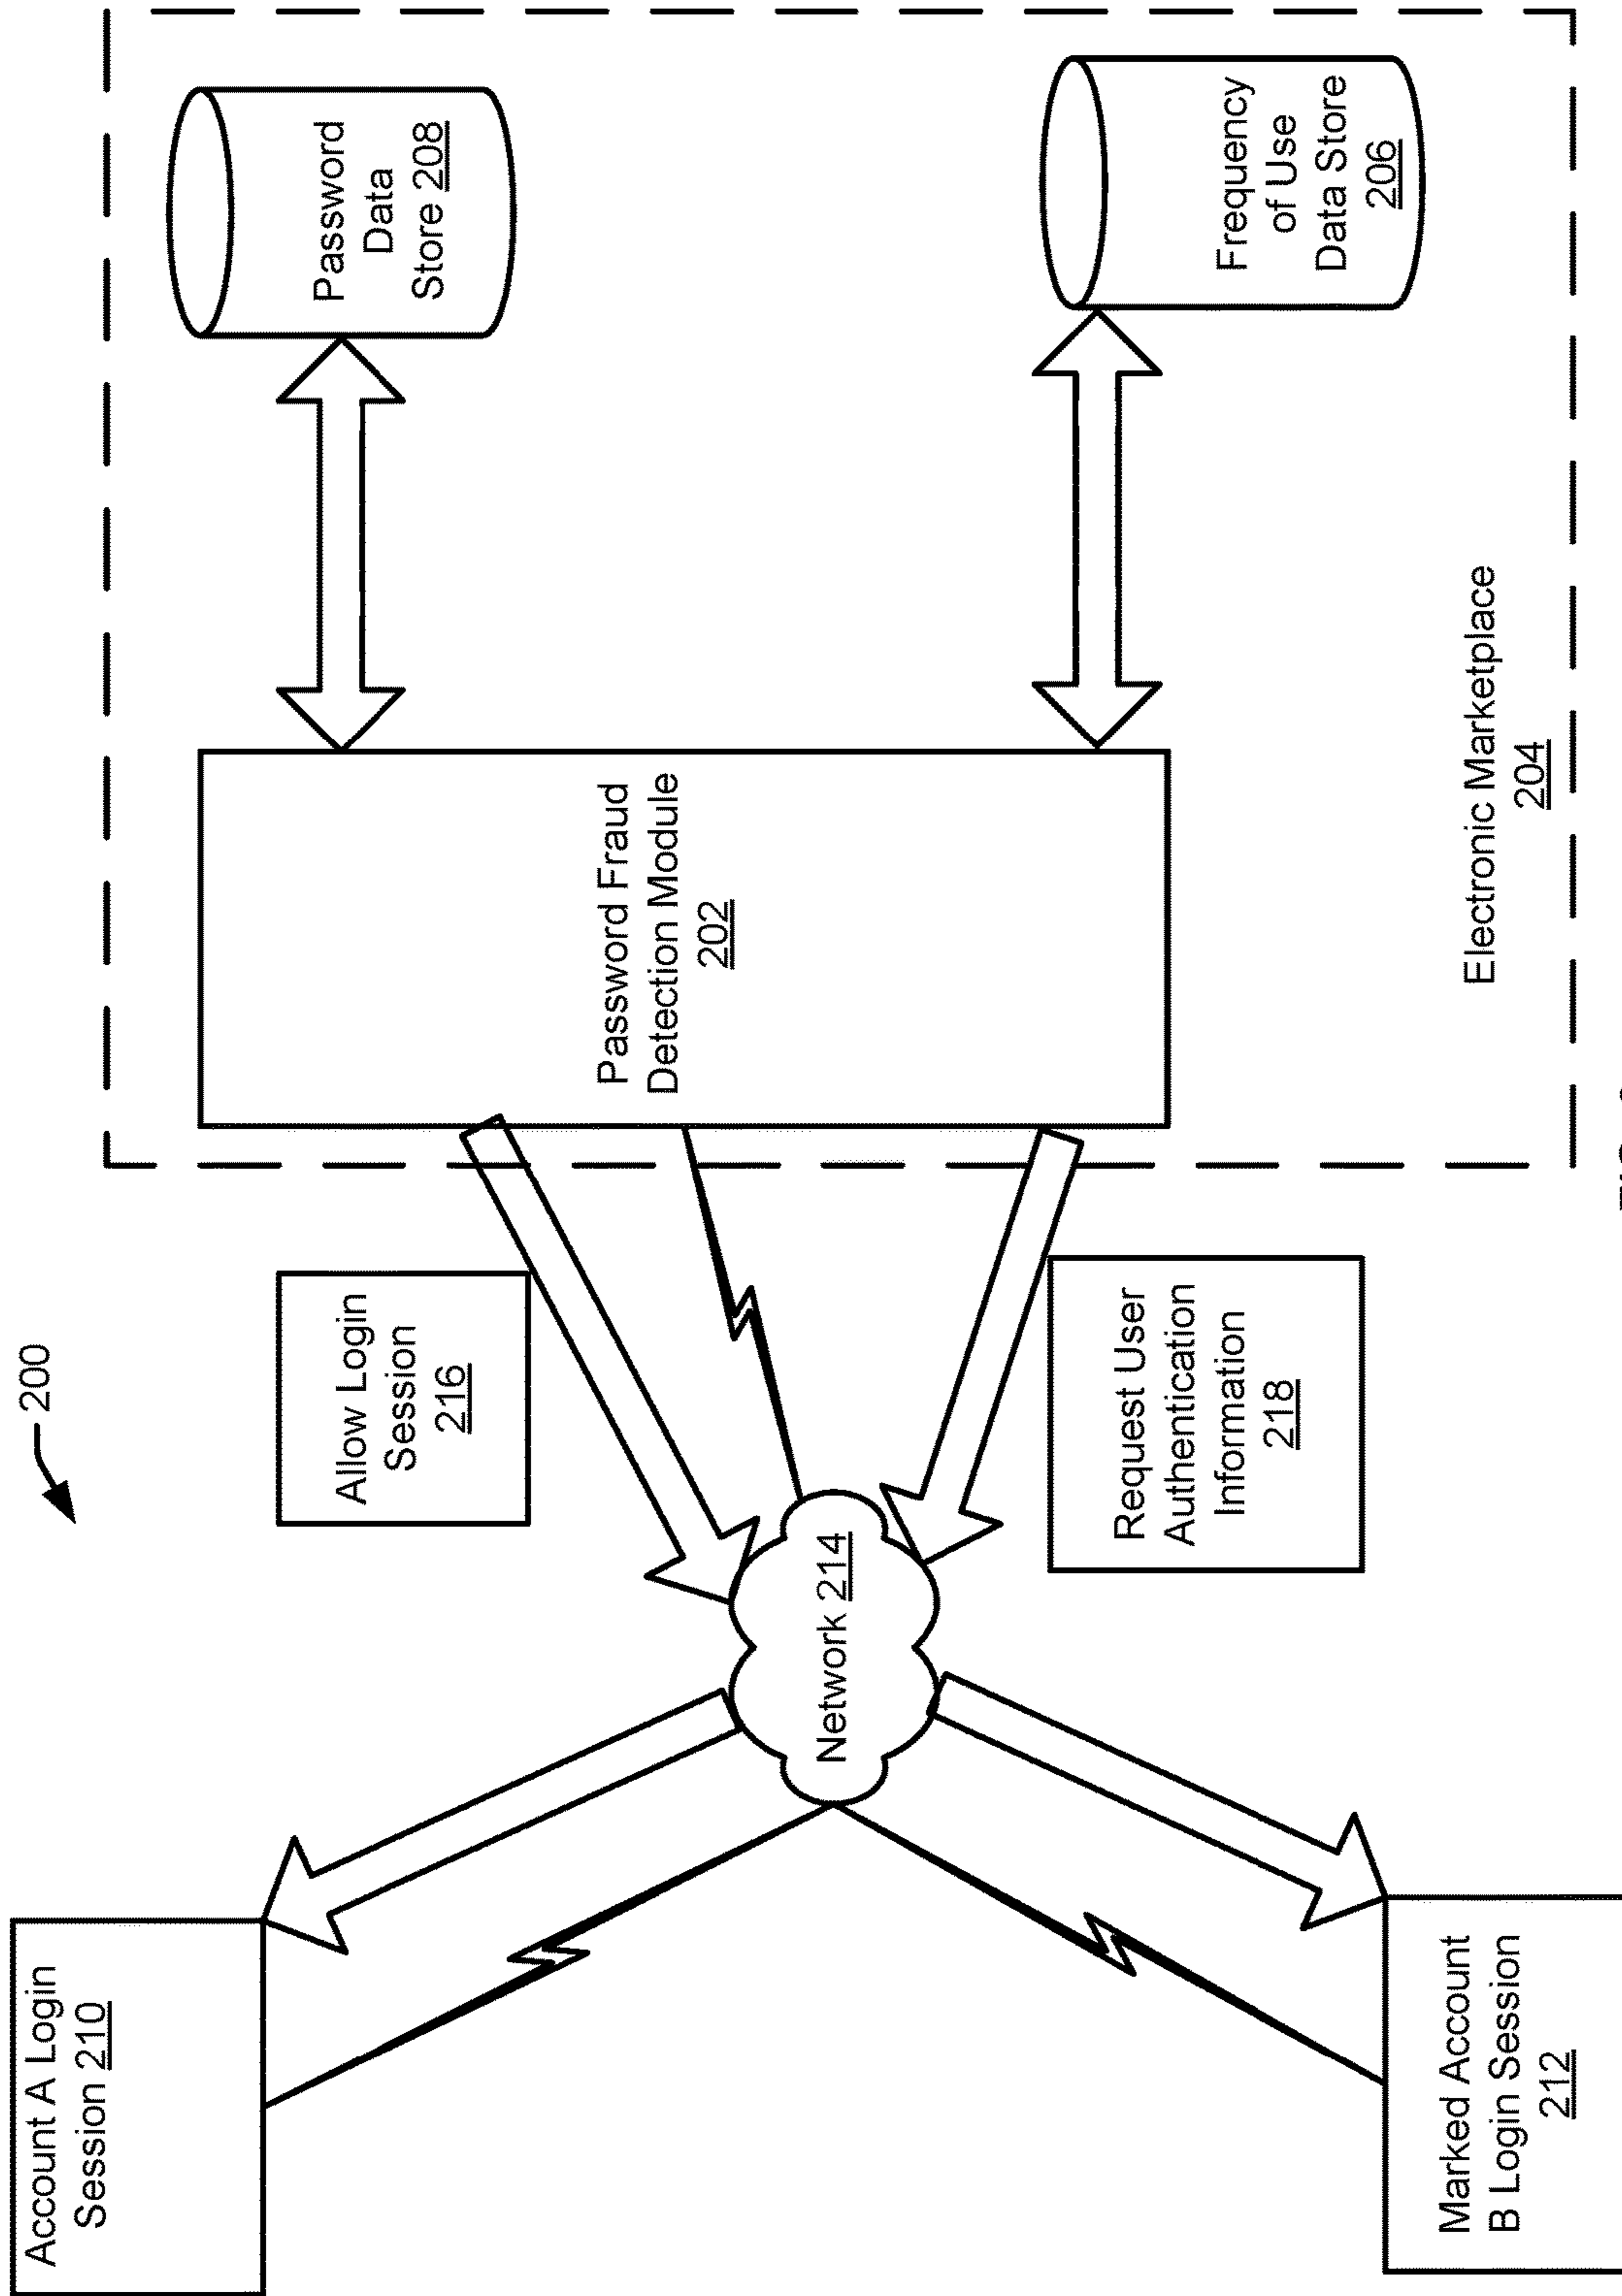 200
Account A Login
Session 210
Allow Login
Session
216
Password
Data
Store 208
Password Fraud
Detection Module
202
Network 214
Request User
Authentication
Information
218
Frequency
of Use
Data Store
206
Marked Account
B Login Session
212
Electronic Marketplace
204